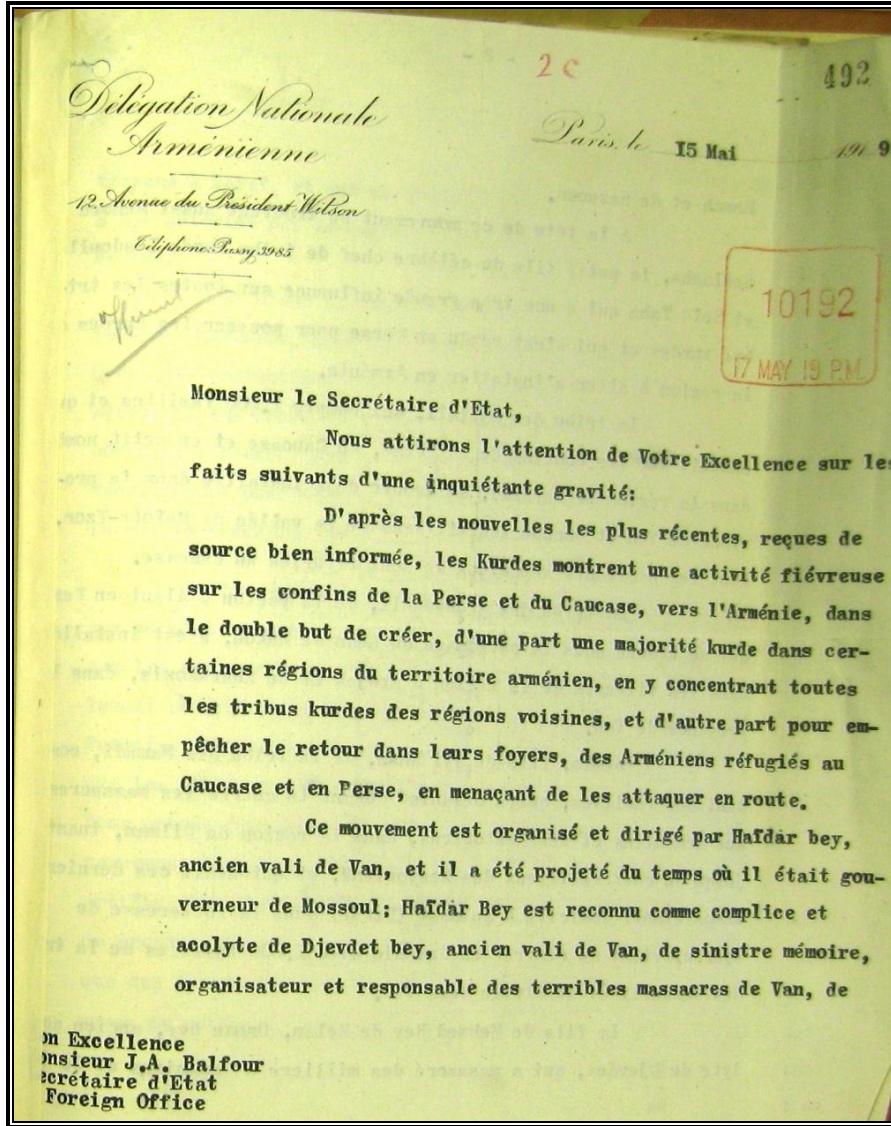 2 C
492
Délégation Nationale
Arménienne
Paris, le 15 Mai 191 9
12 Avenue du Président Wilson
Téléphone: Passy 3985
10192
17 MAY 19 P.M.
Monsieur le Secrétaire d'Etat,
Nous attirons l'attention de Votre Excellence sur les
faits suivants d'une inquiétante gravité:
D'après les nouvelles les plus récentes, reçues de
source bien informée, les Kurdes montrent une activité fiévreuse
sur les confins de la Perse et du Caucase, vers l'Arménie, dans
le double but de créer, d'une part une majorité kurde dans cer-
taines régions du territoire arménien, en y concentrant toutes
les tribus kurdes des régions voisines, et d'autre part pour em-
pêcher le retour dans leurs foyers, des Arméniens réfugiés au
Caucase et en Perse, en menaçant de les attaquer en route.
Ce mouvement est organisé et dirigé par Haïdar bey,
ancien vali de Van, et il a été projeté du temps où il était gou-
verneur de Mossoul; Haïdar Bey est reconnu comme complice et
acolyte de Djevdet bey, ancien vali de Van, de sinistre mémoire,
organisateur et responsable des terribles massacres de Van, de
on Excellence
onsieur J.A. Balfour
ecrétaire d'Etat
Foreign Office